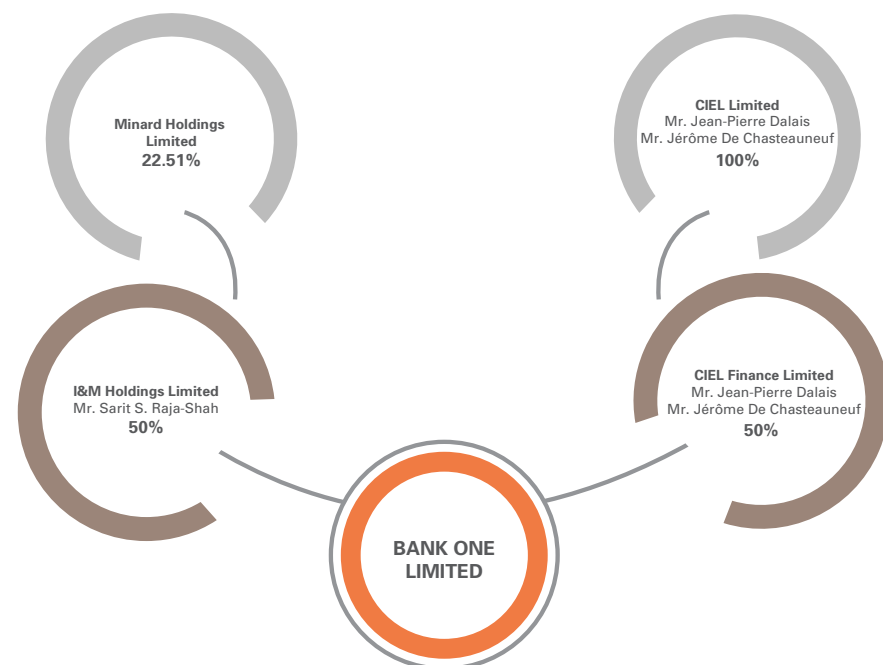 Minard Holdings
Limited
22.51%
CIEL Limited
Mr. Jean-Pierre Dalais
Mr. Jérôme De Chasteauneuf
100%
I&M Holdings Limited
Mr. Sarit S. Raja-Shah
50%
CIEL Finance Limited
Mr. Jean-Pierre Dalais
Mr. Jérôme De Chasteauneuf
50%
BANK ONE
LIMITED